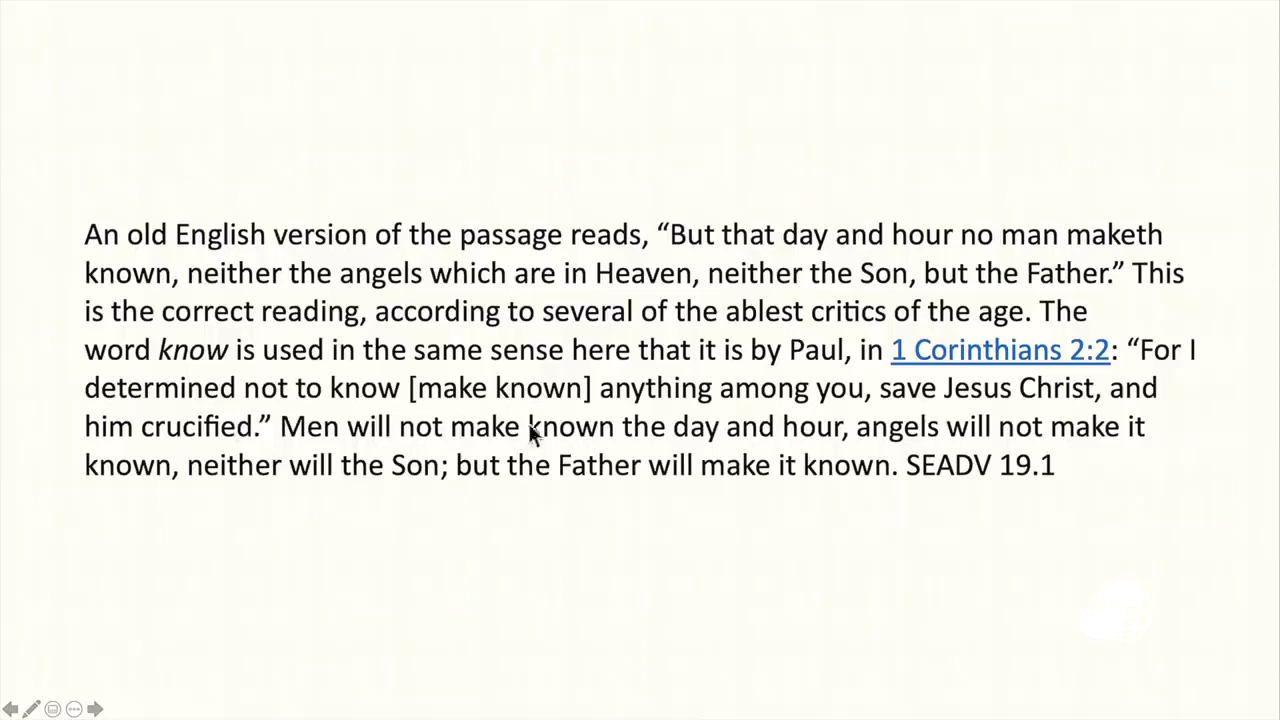 An old English version of the passage reads, “But that day and hour no man maketh
known, neither the angels which are in Heaven, neither the Son, but the Father.” This
is the correct reading, according to several of the ablest critics of the age. The
word know is used in the same sense here that it is by Paul, in 1 Corinthians 2:2: “For I
determined not to know [make known] anything among you, save Jesus Christ, and
him crucified.” Men will not make known the day and hour, angels will not make it
known, neither will the Son; but the Father will make it known. SEADV 19.1